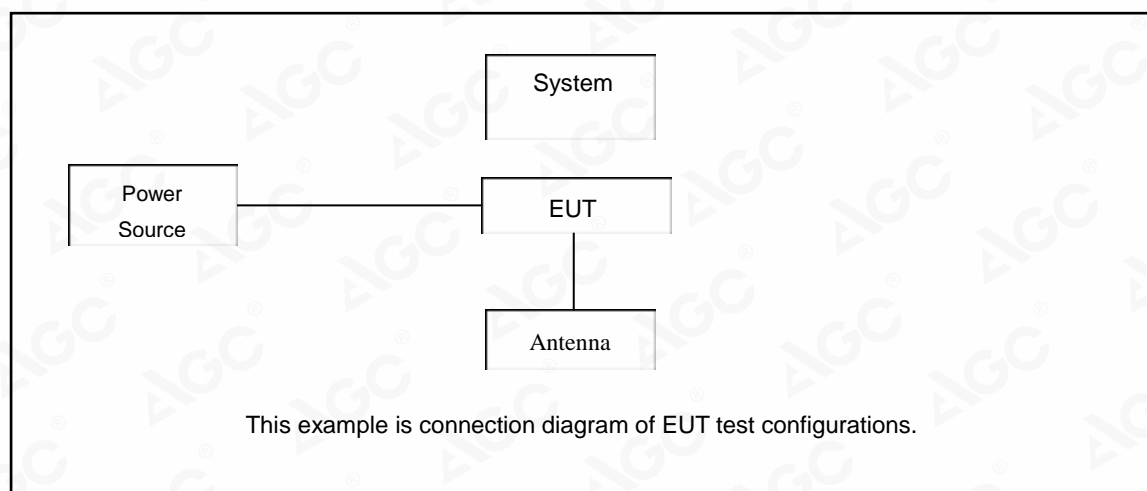 System
Power
Source
EUT
Antenna
This example is connection diagram of EUT test configurations.